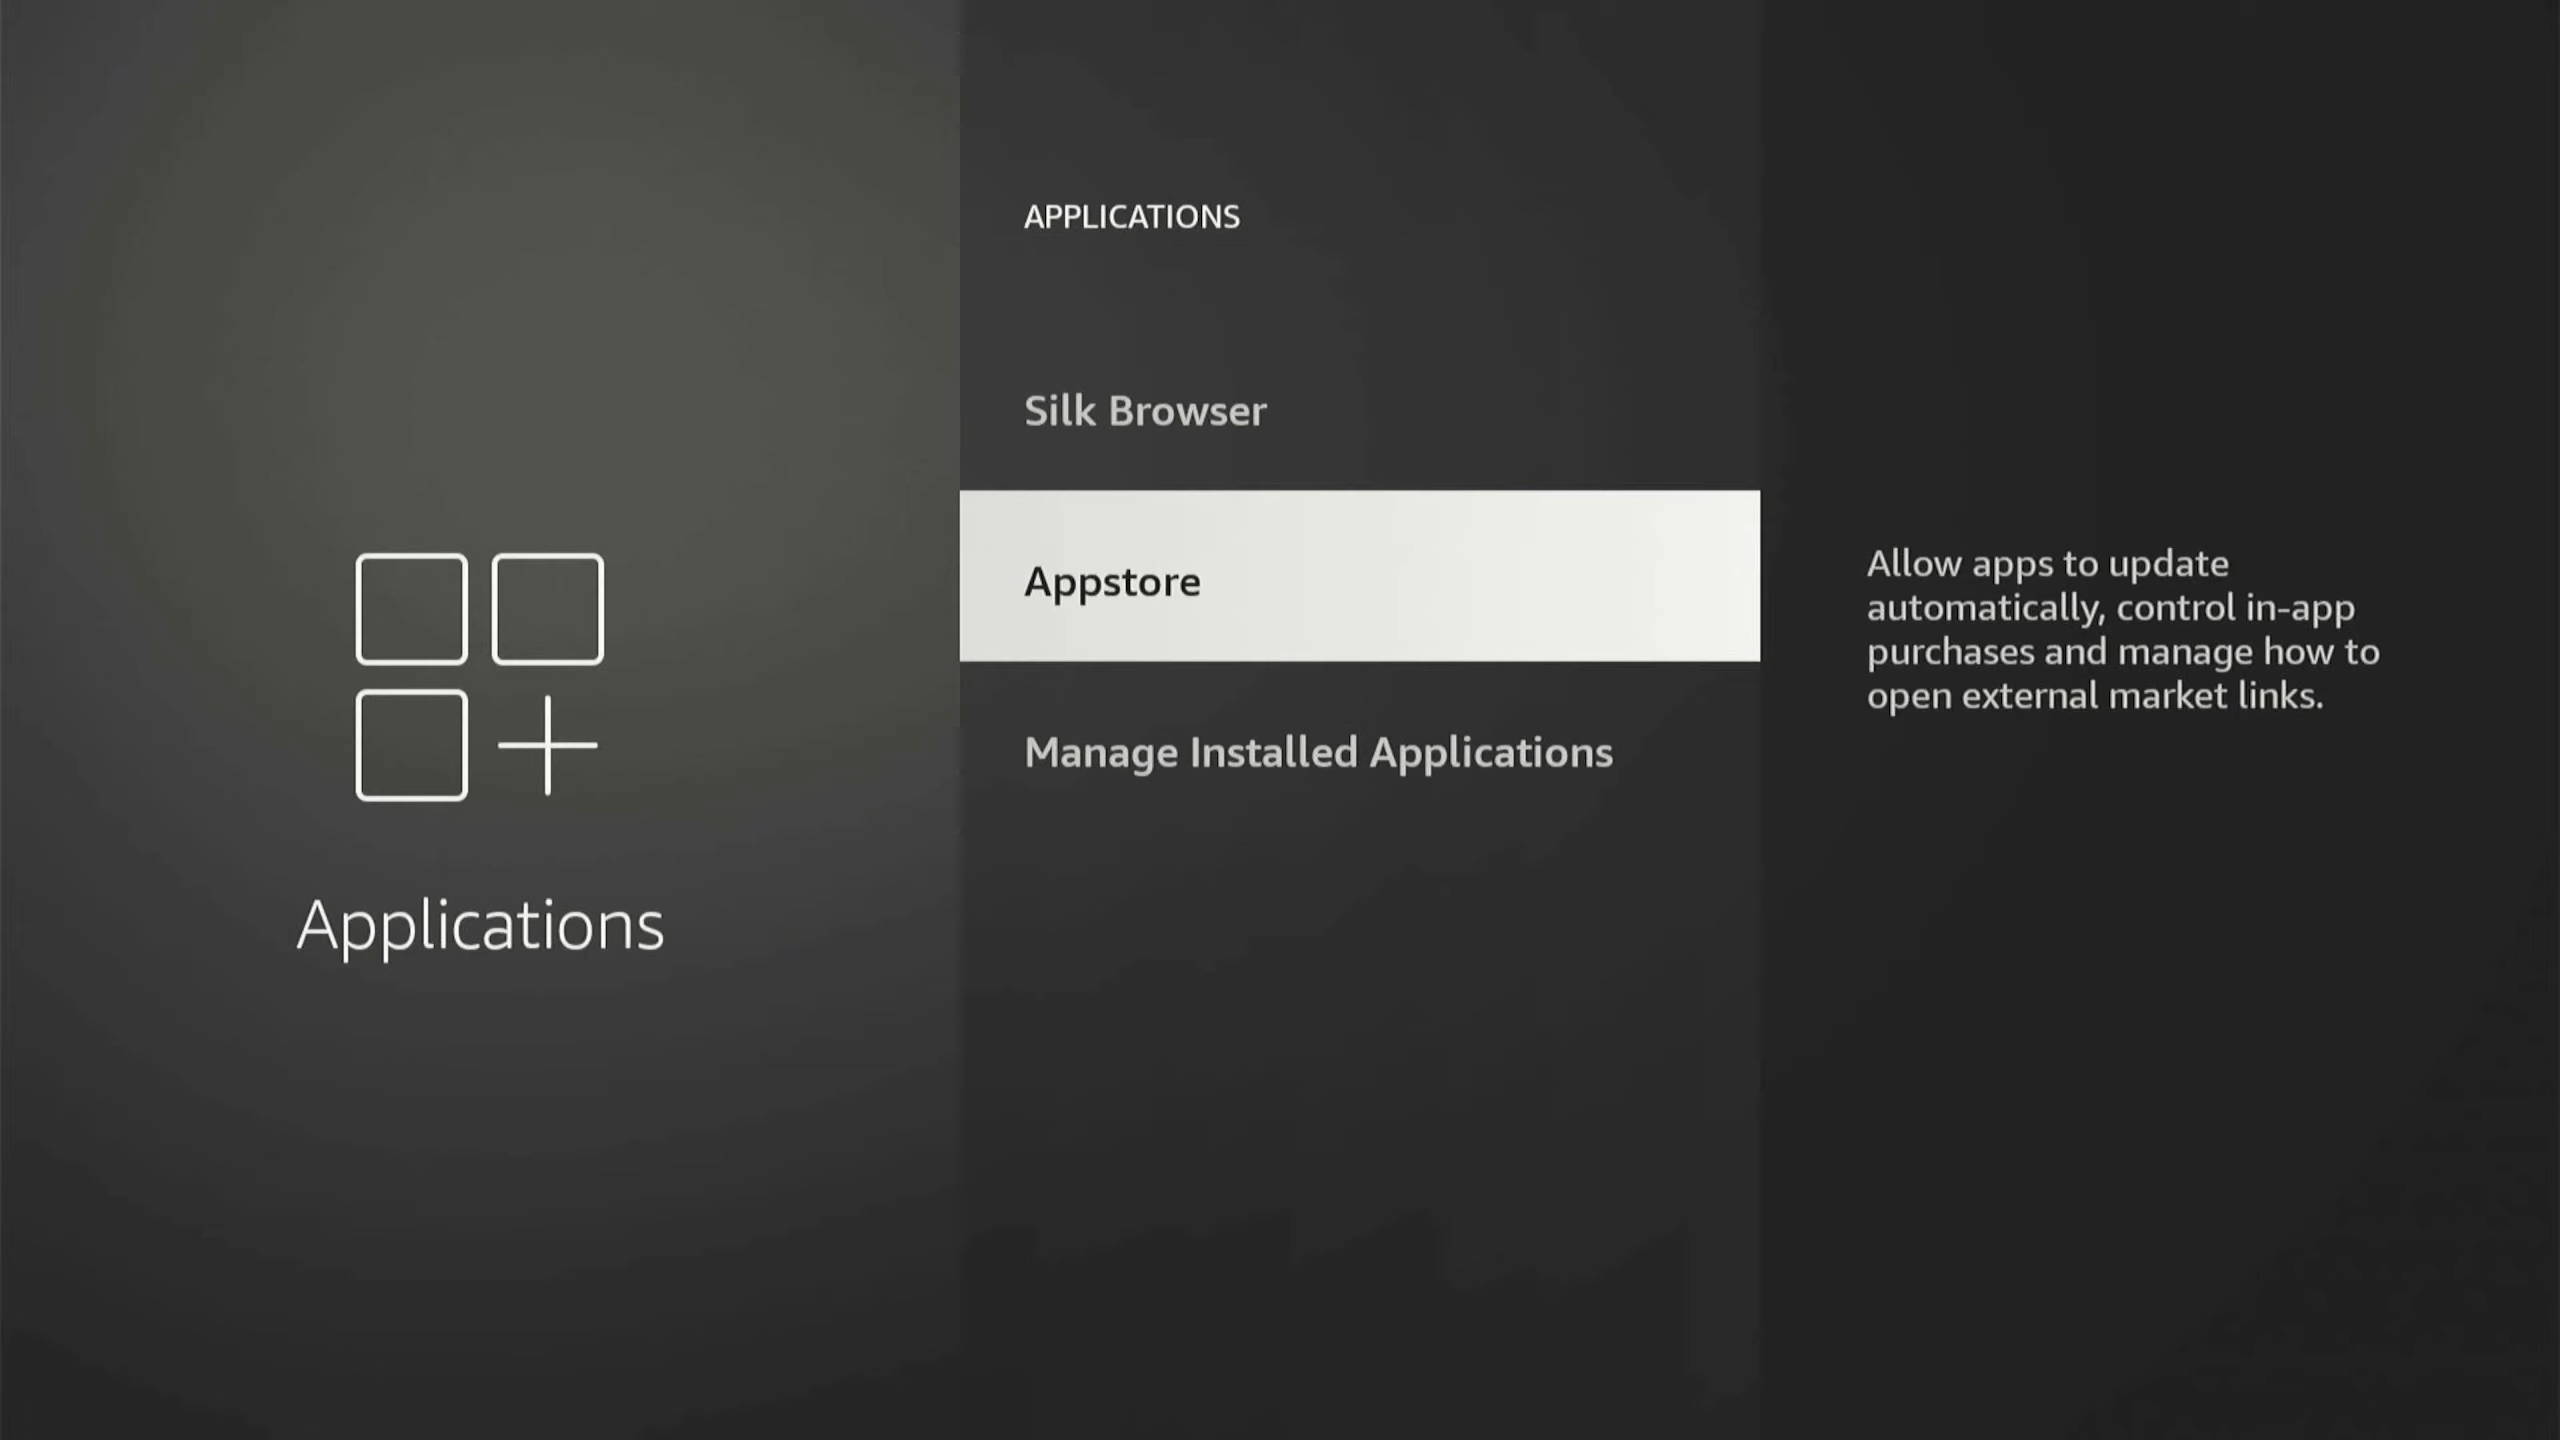 APPLICATIONS
Silk Browser
Appstore
Manage Installed Applications
Applications
Allow apps to update
automatically, control in-app
purchases and manage how to
open external market links.